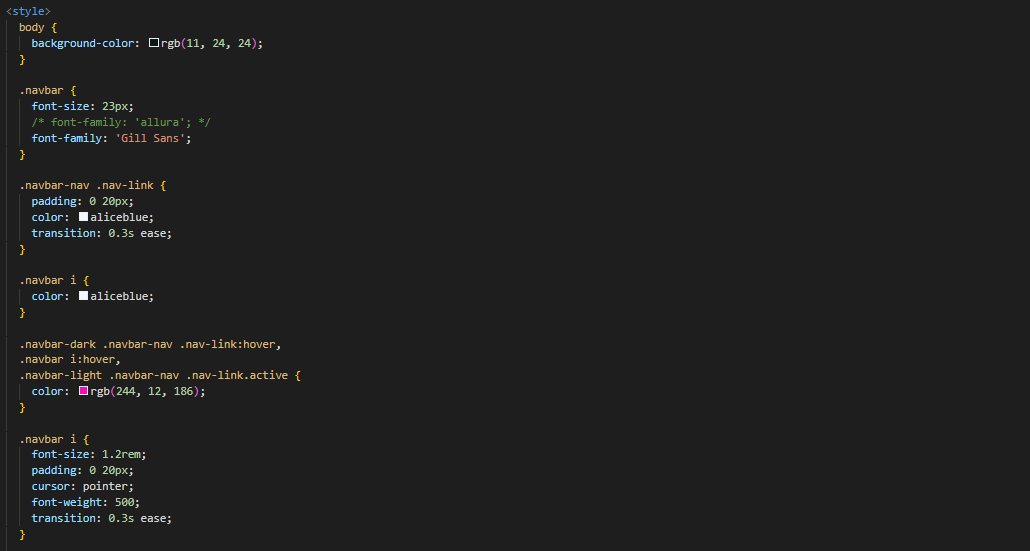 <style>
body {
background-color: rgb(11, 24, 24);
}
.navbar {
font-size: 23px;
/* font-family: 'allura'; */
font-family: 'Gill Sans';
}
.navbar-nav .nav-link {
padding: 0 20px;
color: aliceblue;
transition: 0.3s ease;
}
.navbar i {
color: aliceblue;
}
.navbar-dark .navbar-nav .nav-link:hover,
.navbar i:hover,
.navbar-light .navbar-nav .nav-link.active {
color: rgb(244, 12, 186);
}
.navbar i {
font-size: 1.2rem;
padding: 0 20px;
cursor: pointer;
font-weight: 500;
transition: 0.3s ease;
}